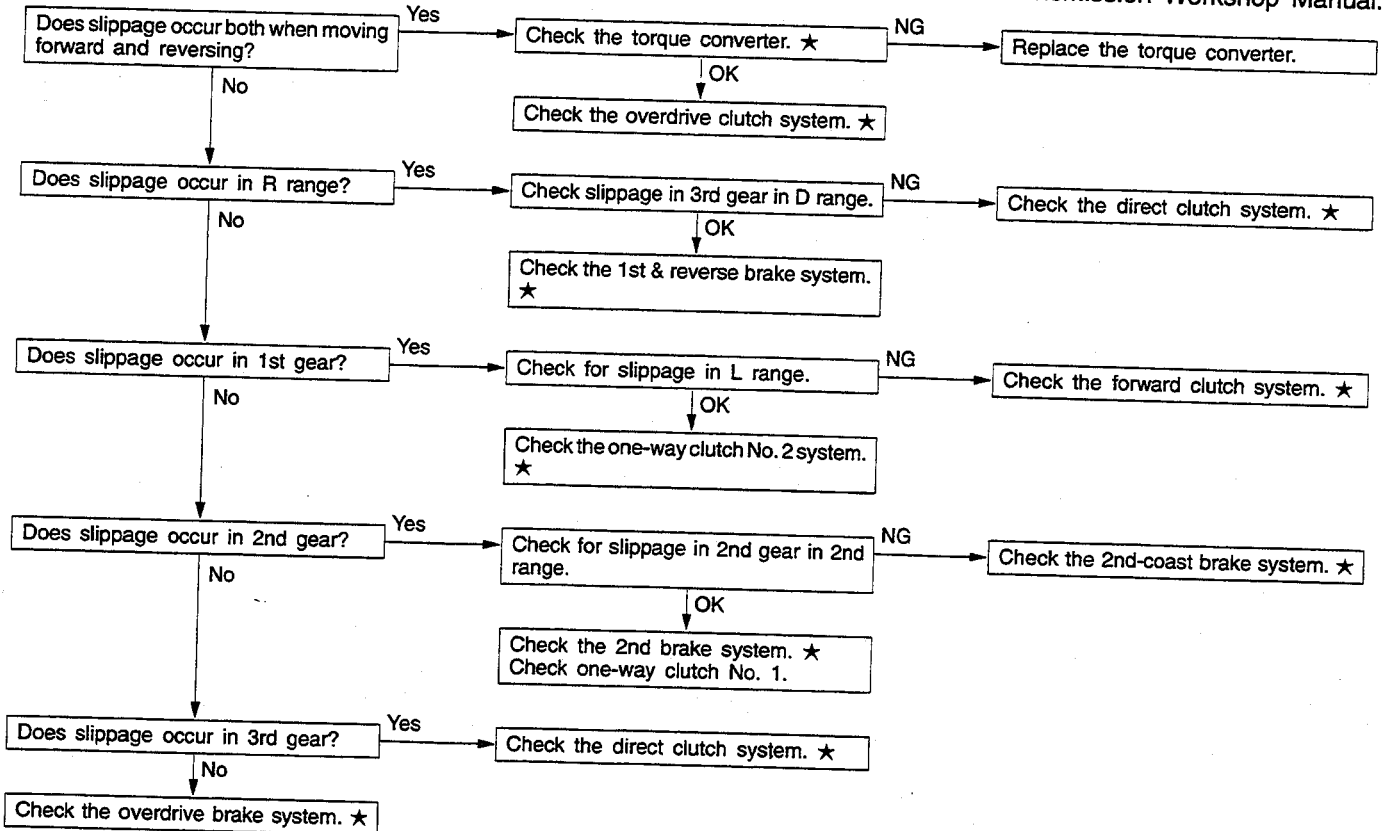 Workshop Manual.
Does slippage occur both when moving
forward and reversing?
Yes
Check the torque converter. ★
NG
Replace the torque converter.
No
OK
Check the overdrive clutch system. ★
Does slippage occur in R range?
Yes
Check slippage in 3rd gear in D range.
NG
Check the direct clutch system. ★
No
OK
Check the 1st & reverse brake system.
★
Does slippage occur in 1st gear?
Yes
Check for slippage in L range.
NG
Check the forward clutch system. ★
No
OK
Check the one-way clutch No. 2 system.
★
Does slippage occur in 2nd gear?
Yes
Check for slippage in 2nd gear in 2nd
range.
NG
Check the 2nd-coast brake system. ★
No
OK
Check the 2nd brake system. ★
Check one-way clutch No. 1.
Does slippage occur in 3rd gear?
Yes
Check the direct clutch system. ★
No
Check the overdrive brake system. ★